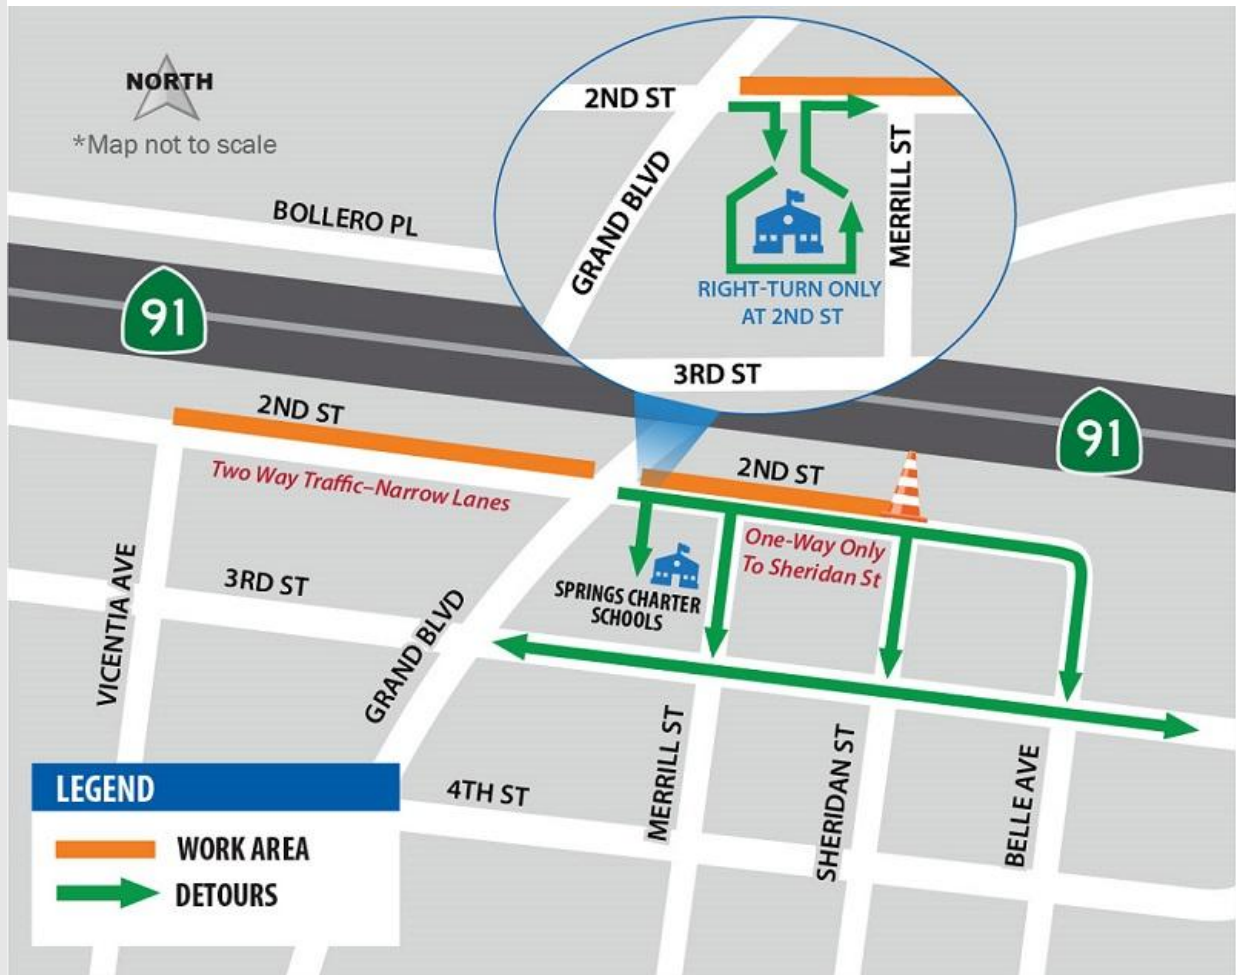 NORTH
*Map not to scale
2ND ST
GRAND BLVD
MERRILL ST
RIGHT-TURN ONLY
AT 2ND ST
3RD ST
BOLLERO PL
91
91
2ND ST
Two Way Traffic–Narrow Lanes
2ND ST
One-Way Only
To Sheridan St
SPRINGS CHARTER
SCHOOLS
VICENTIA AVE
3RD ST
GRAND BLVD
MERRILL ST
SHERIDAN ST
BELLE AVE
4TH ST
LEGEND
WORK AREA
DETOURS